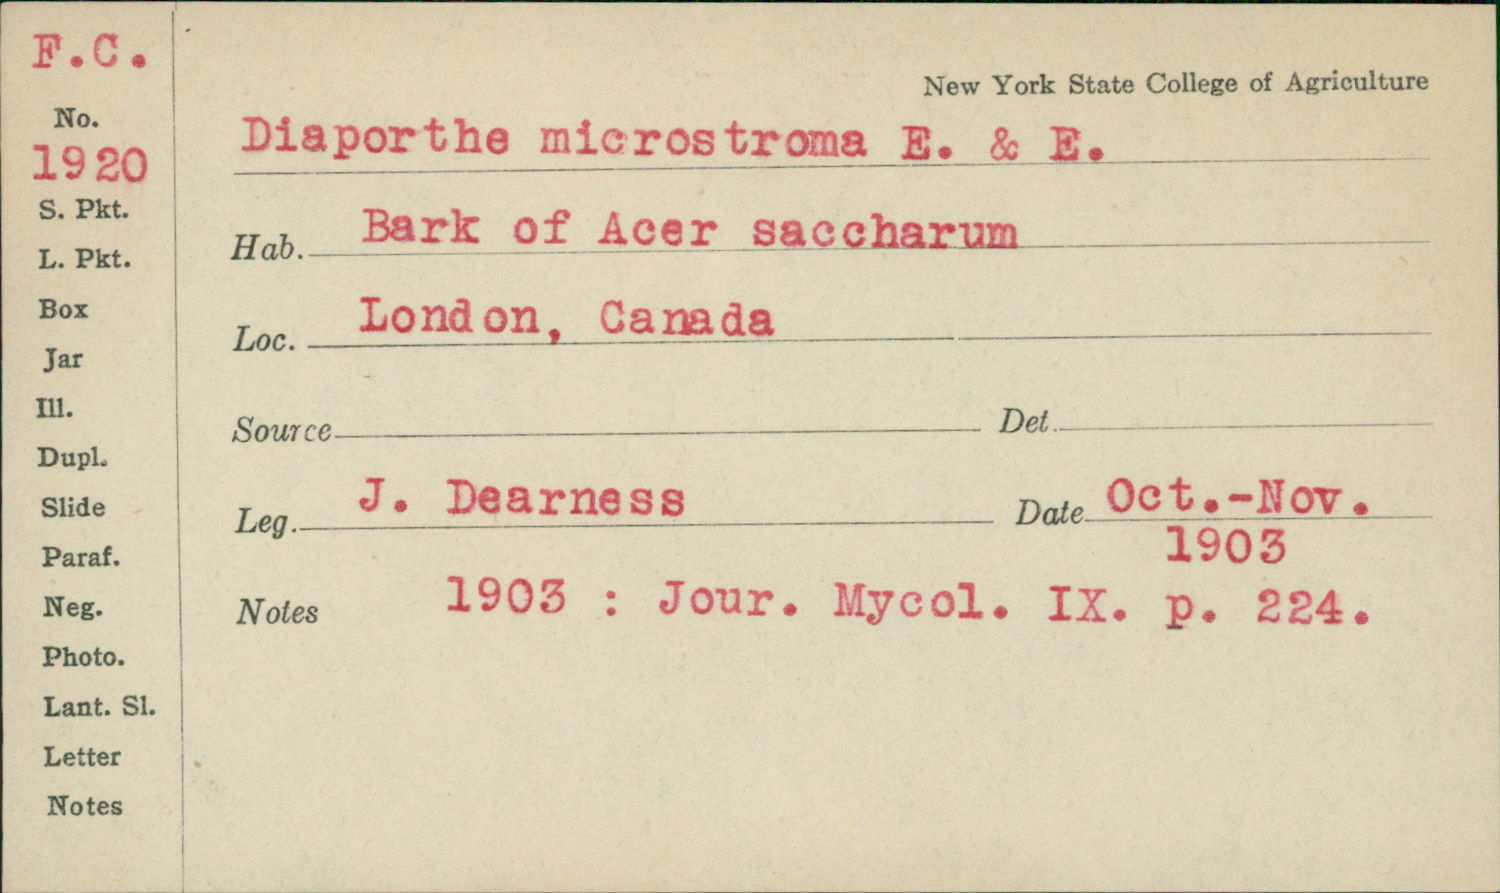 F.C.
No.
1920
S. Pkt.
L. Pkt.
Box
Jar
Ill.
Dupl.
Slide
Paraf.
Neg.
Photo.
Lant. Sl.
Letter
Notes
New York State College of Agriculture
Diaporthe microstroma E. & E.
Hab. Bark of Acer saccharum
Loc. London, Canada
Source Det.
Leg. J. Dearness Date Oct.-Nov.
1903
Notes 1903 : Jour. Mycol. IX. p. 224.